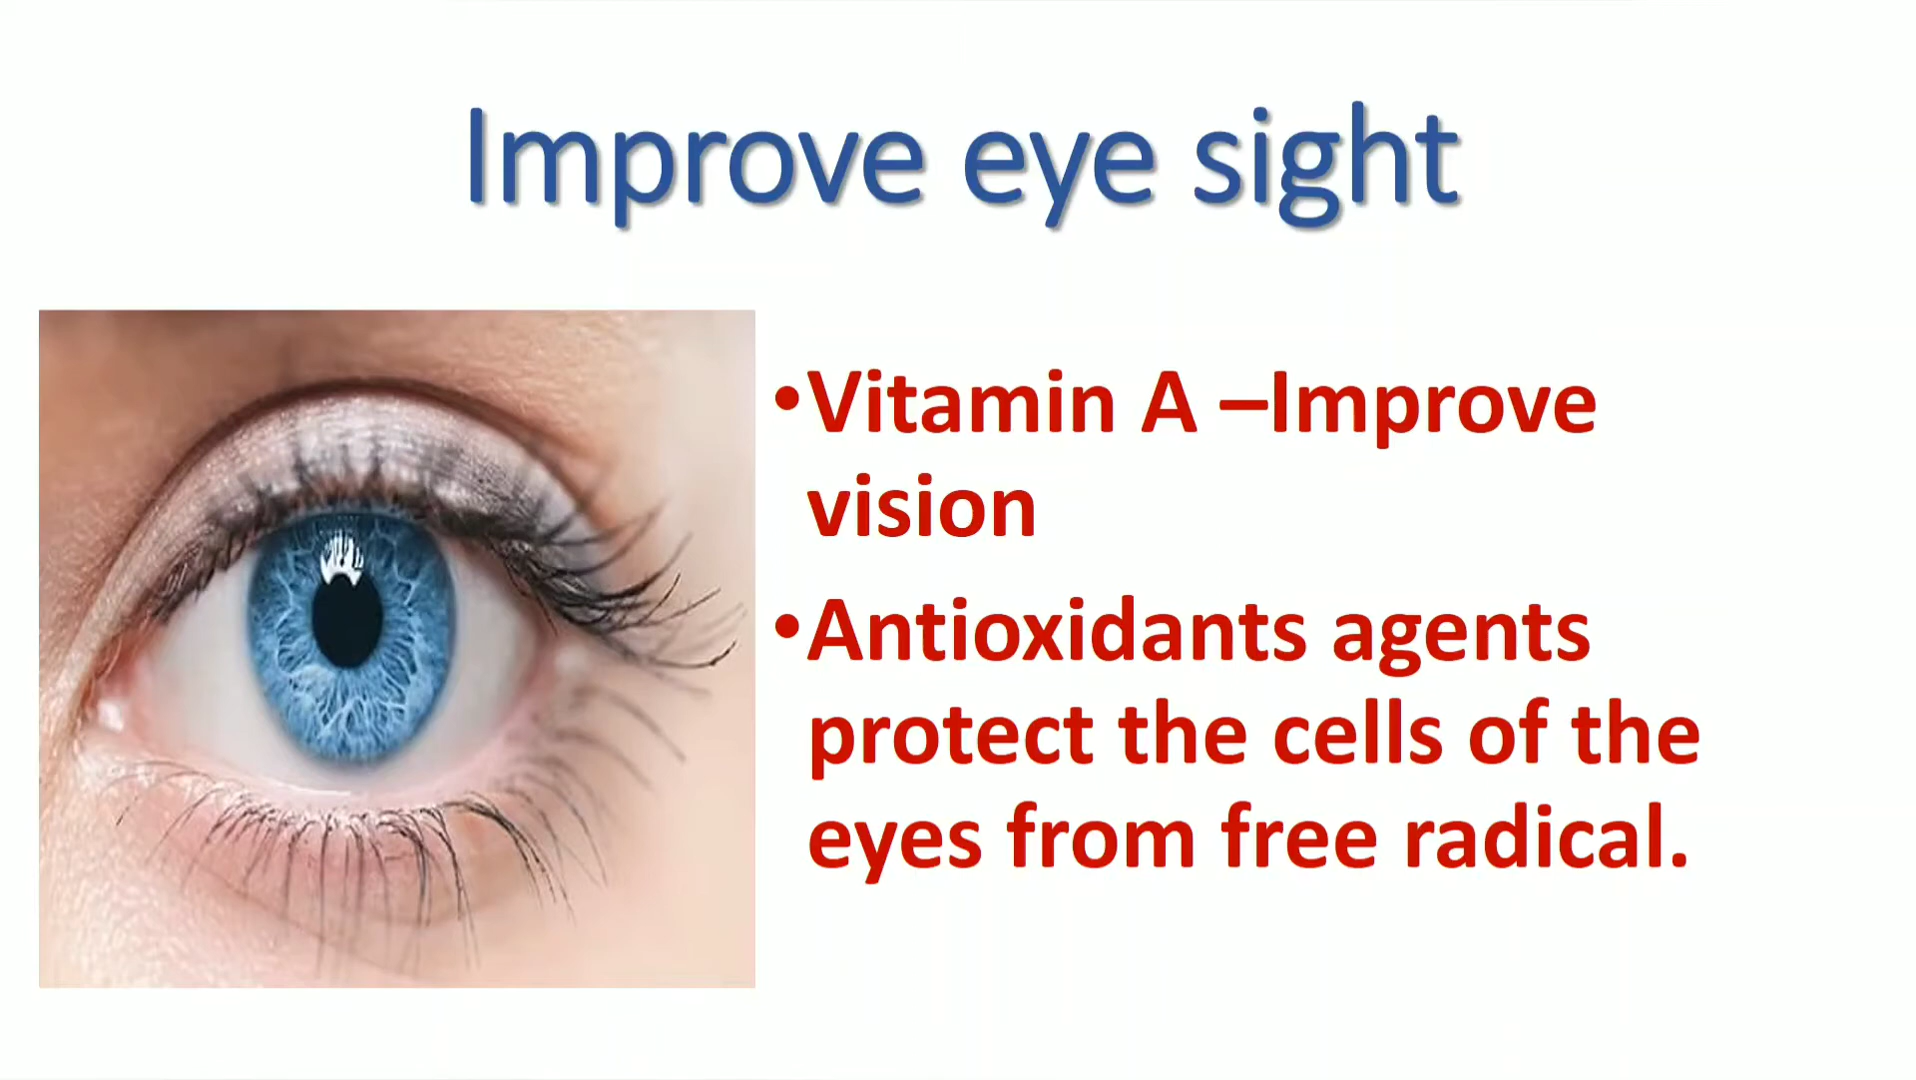 Improve eye sight
•Vitamin A –Improve
vision
•Antioxidants agents
protect the cells of the
eyes from free radical.